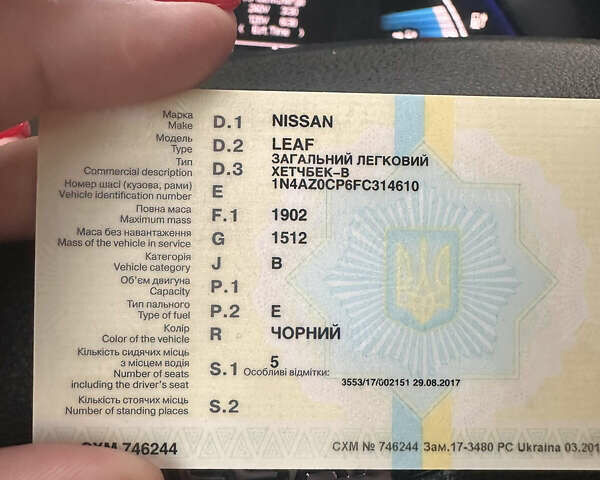 Марка
Make D.1 NISSAN
Модель
Type D.2 LEAF
Тип
Commercial description D.3 ЗАГАЛЬНИЙ ЛЕГКОВИЙ
ХЕТЧБЕК-В
Номер шасі (кузова, рами)
Vehicle identification number E 1N4AZ0CP6FC314610
Повна маса
Maximum mass F.1 1902
Маса без навантаження
Mass of the vehicle in service G 1512
Категорія
Vehicle category J B
Об'єм двигуна
Capacity P.1
Тип пального
Type of fuel P.2 E
Колір
Color of the vehicle R ЧОРНИЙ
Кількість сидячих місць
з місцем водія
Number of seats
including the driver's seat S.1 5
Особливі відмітки:
3553/17/002151 29.08.2017
Кількість стоячих місць
Number of standing places S.2
СХМ 746244
СХМ № 746244 Зам.17-3480 PC Ukraina 03.201